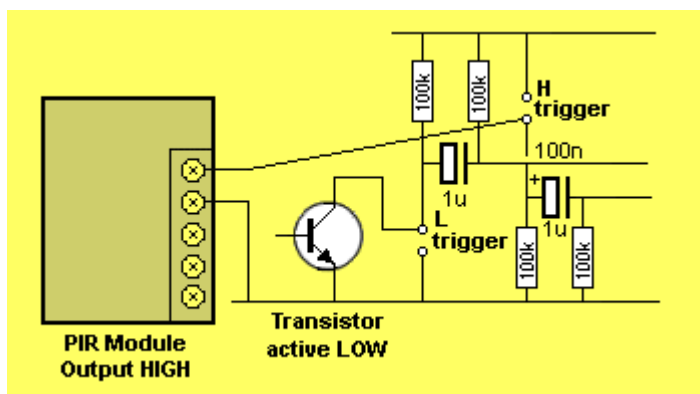 100k
100k
H
trigger
100n
+
1u
1u
L
trigger
100k
100k
Transistor
active LOW
PIR Module
Output HIGH